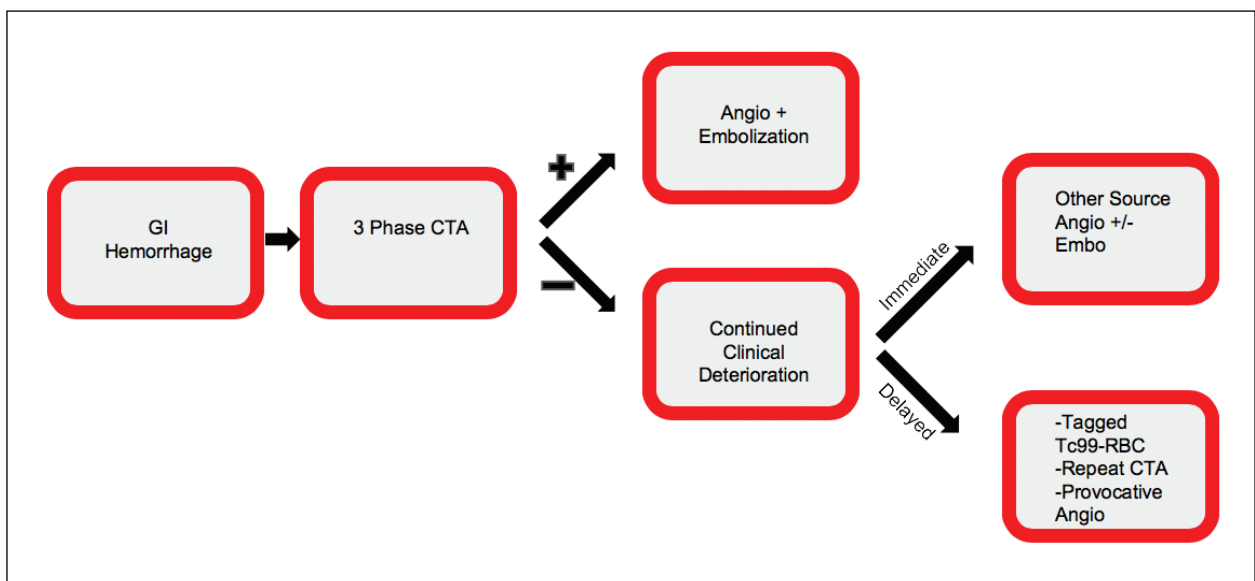 GI
Hemorrhage
3 Phase CTA
+
Angio +
Embolization
−
Continued
Clinical
Deterioration
Immediate
Other Source
Angio +/-
Embo
Delayed
-Tagged
Tc99-RBC
-Repeat CTA
-Provocative
Angio